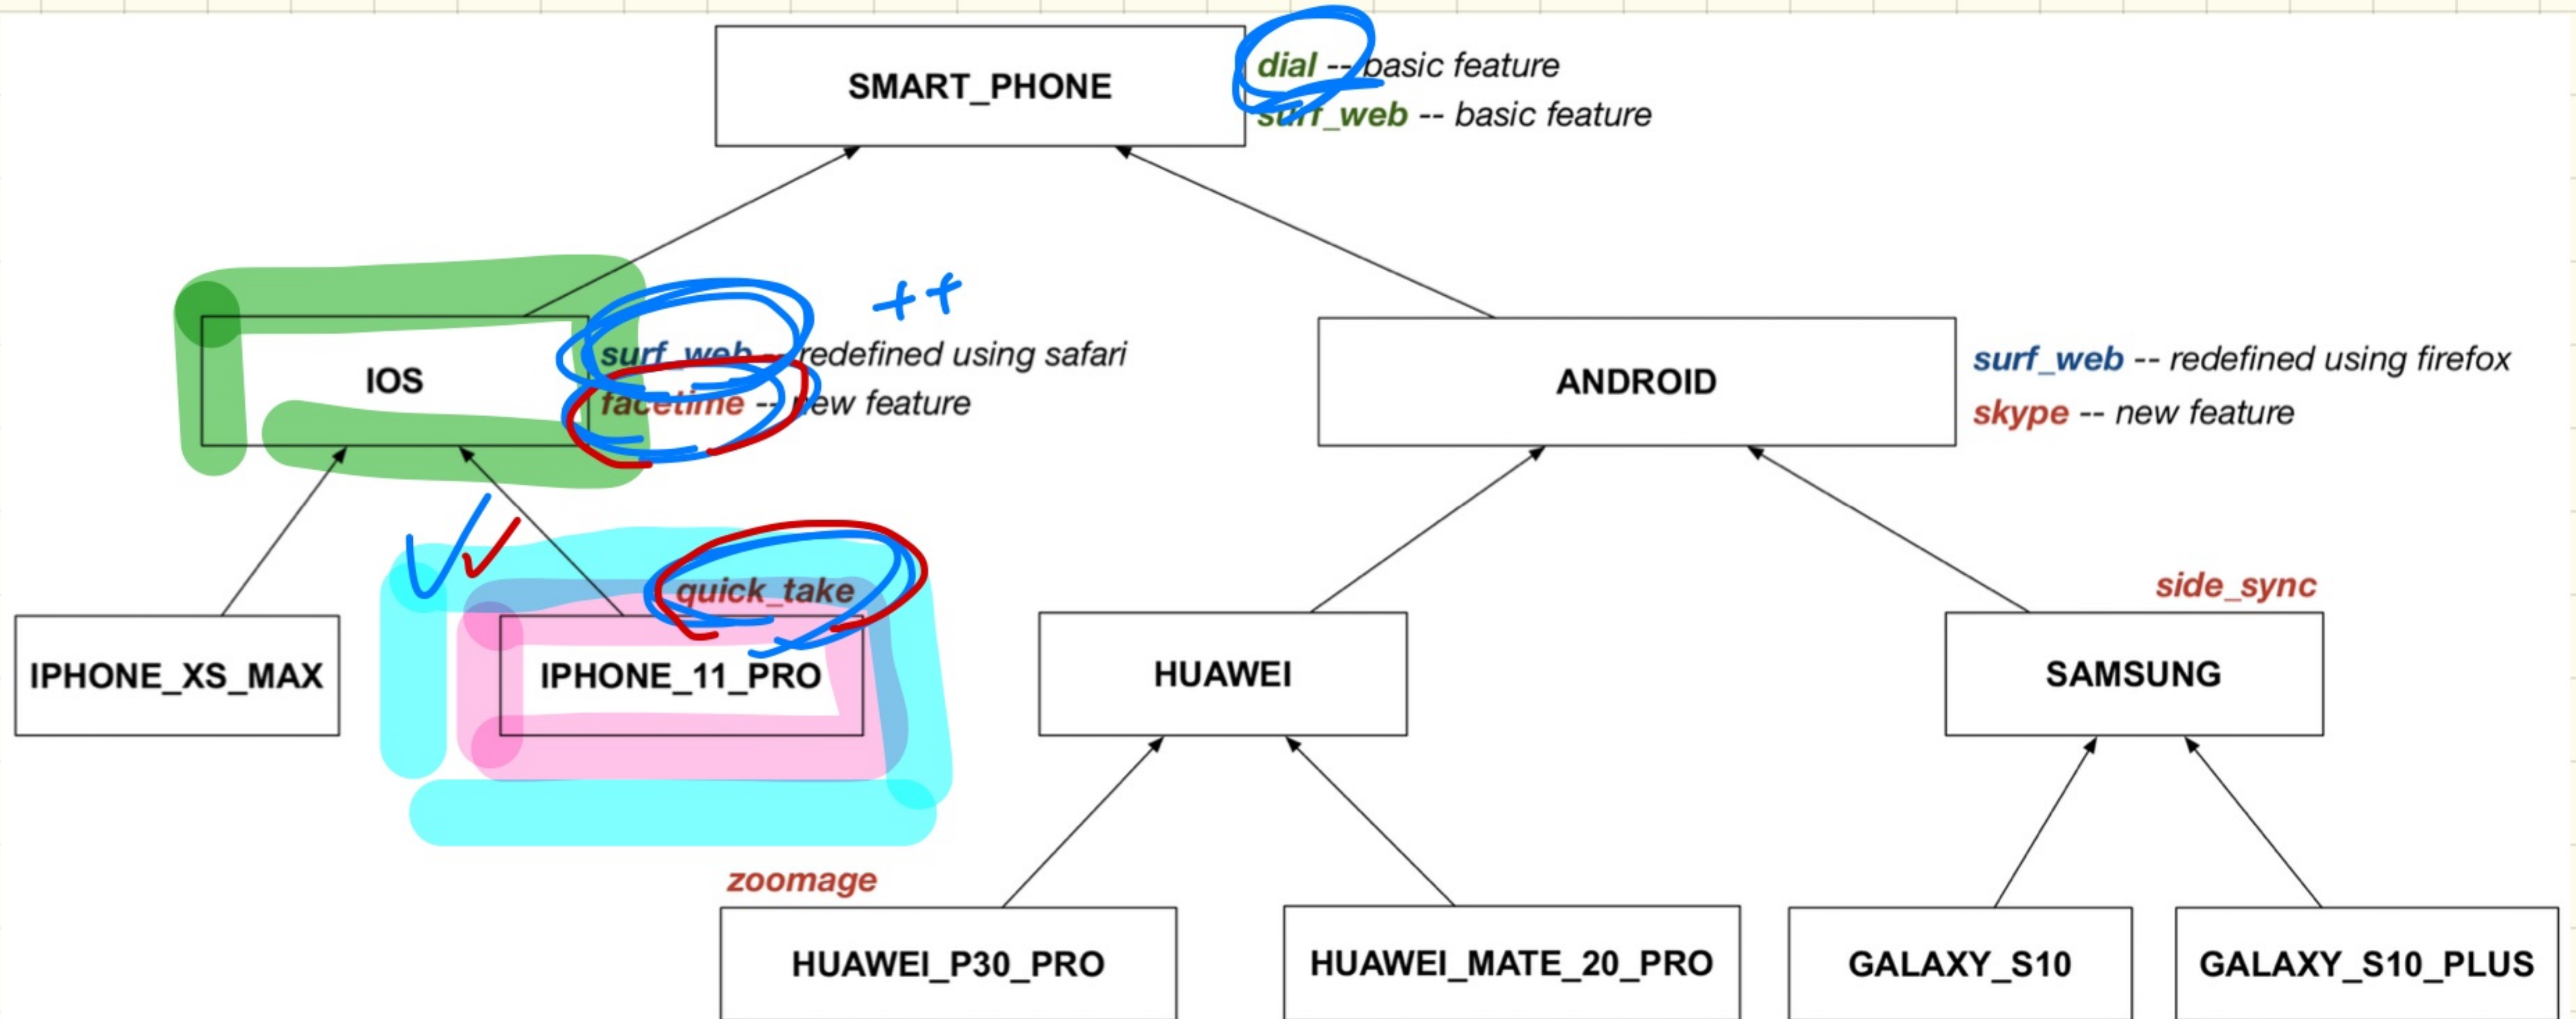 SMART_PHONE
dial -- basic feature
surf_web -- basic feature
++
IOS
surf_web -- redefined using safari
facetime -- new feature
ANDROID
surf_web -- redefined using firefox
skype -- new feature
quick_take
side_sync
IPHONE_XS_MAX
IPHONE_11_PRO
HUAWEI
SAMSUNG
zoomage
HUAWEI_P30_PRO
HUAWEI_MATE_20_PRO
GALAXY_S10
GALAXY_S10_PLUS